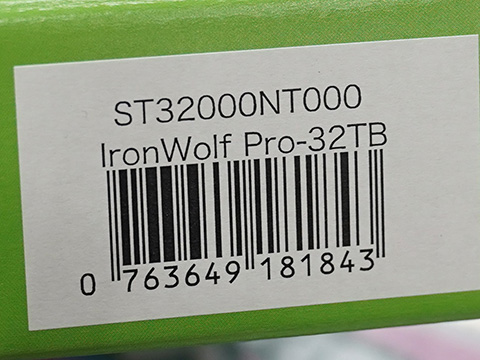 ST32000NT000
IronWolf Pro-32TB
0 763649 181843